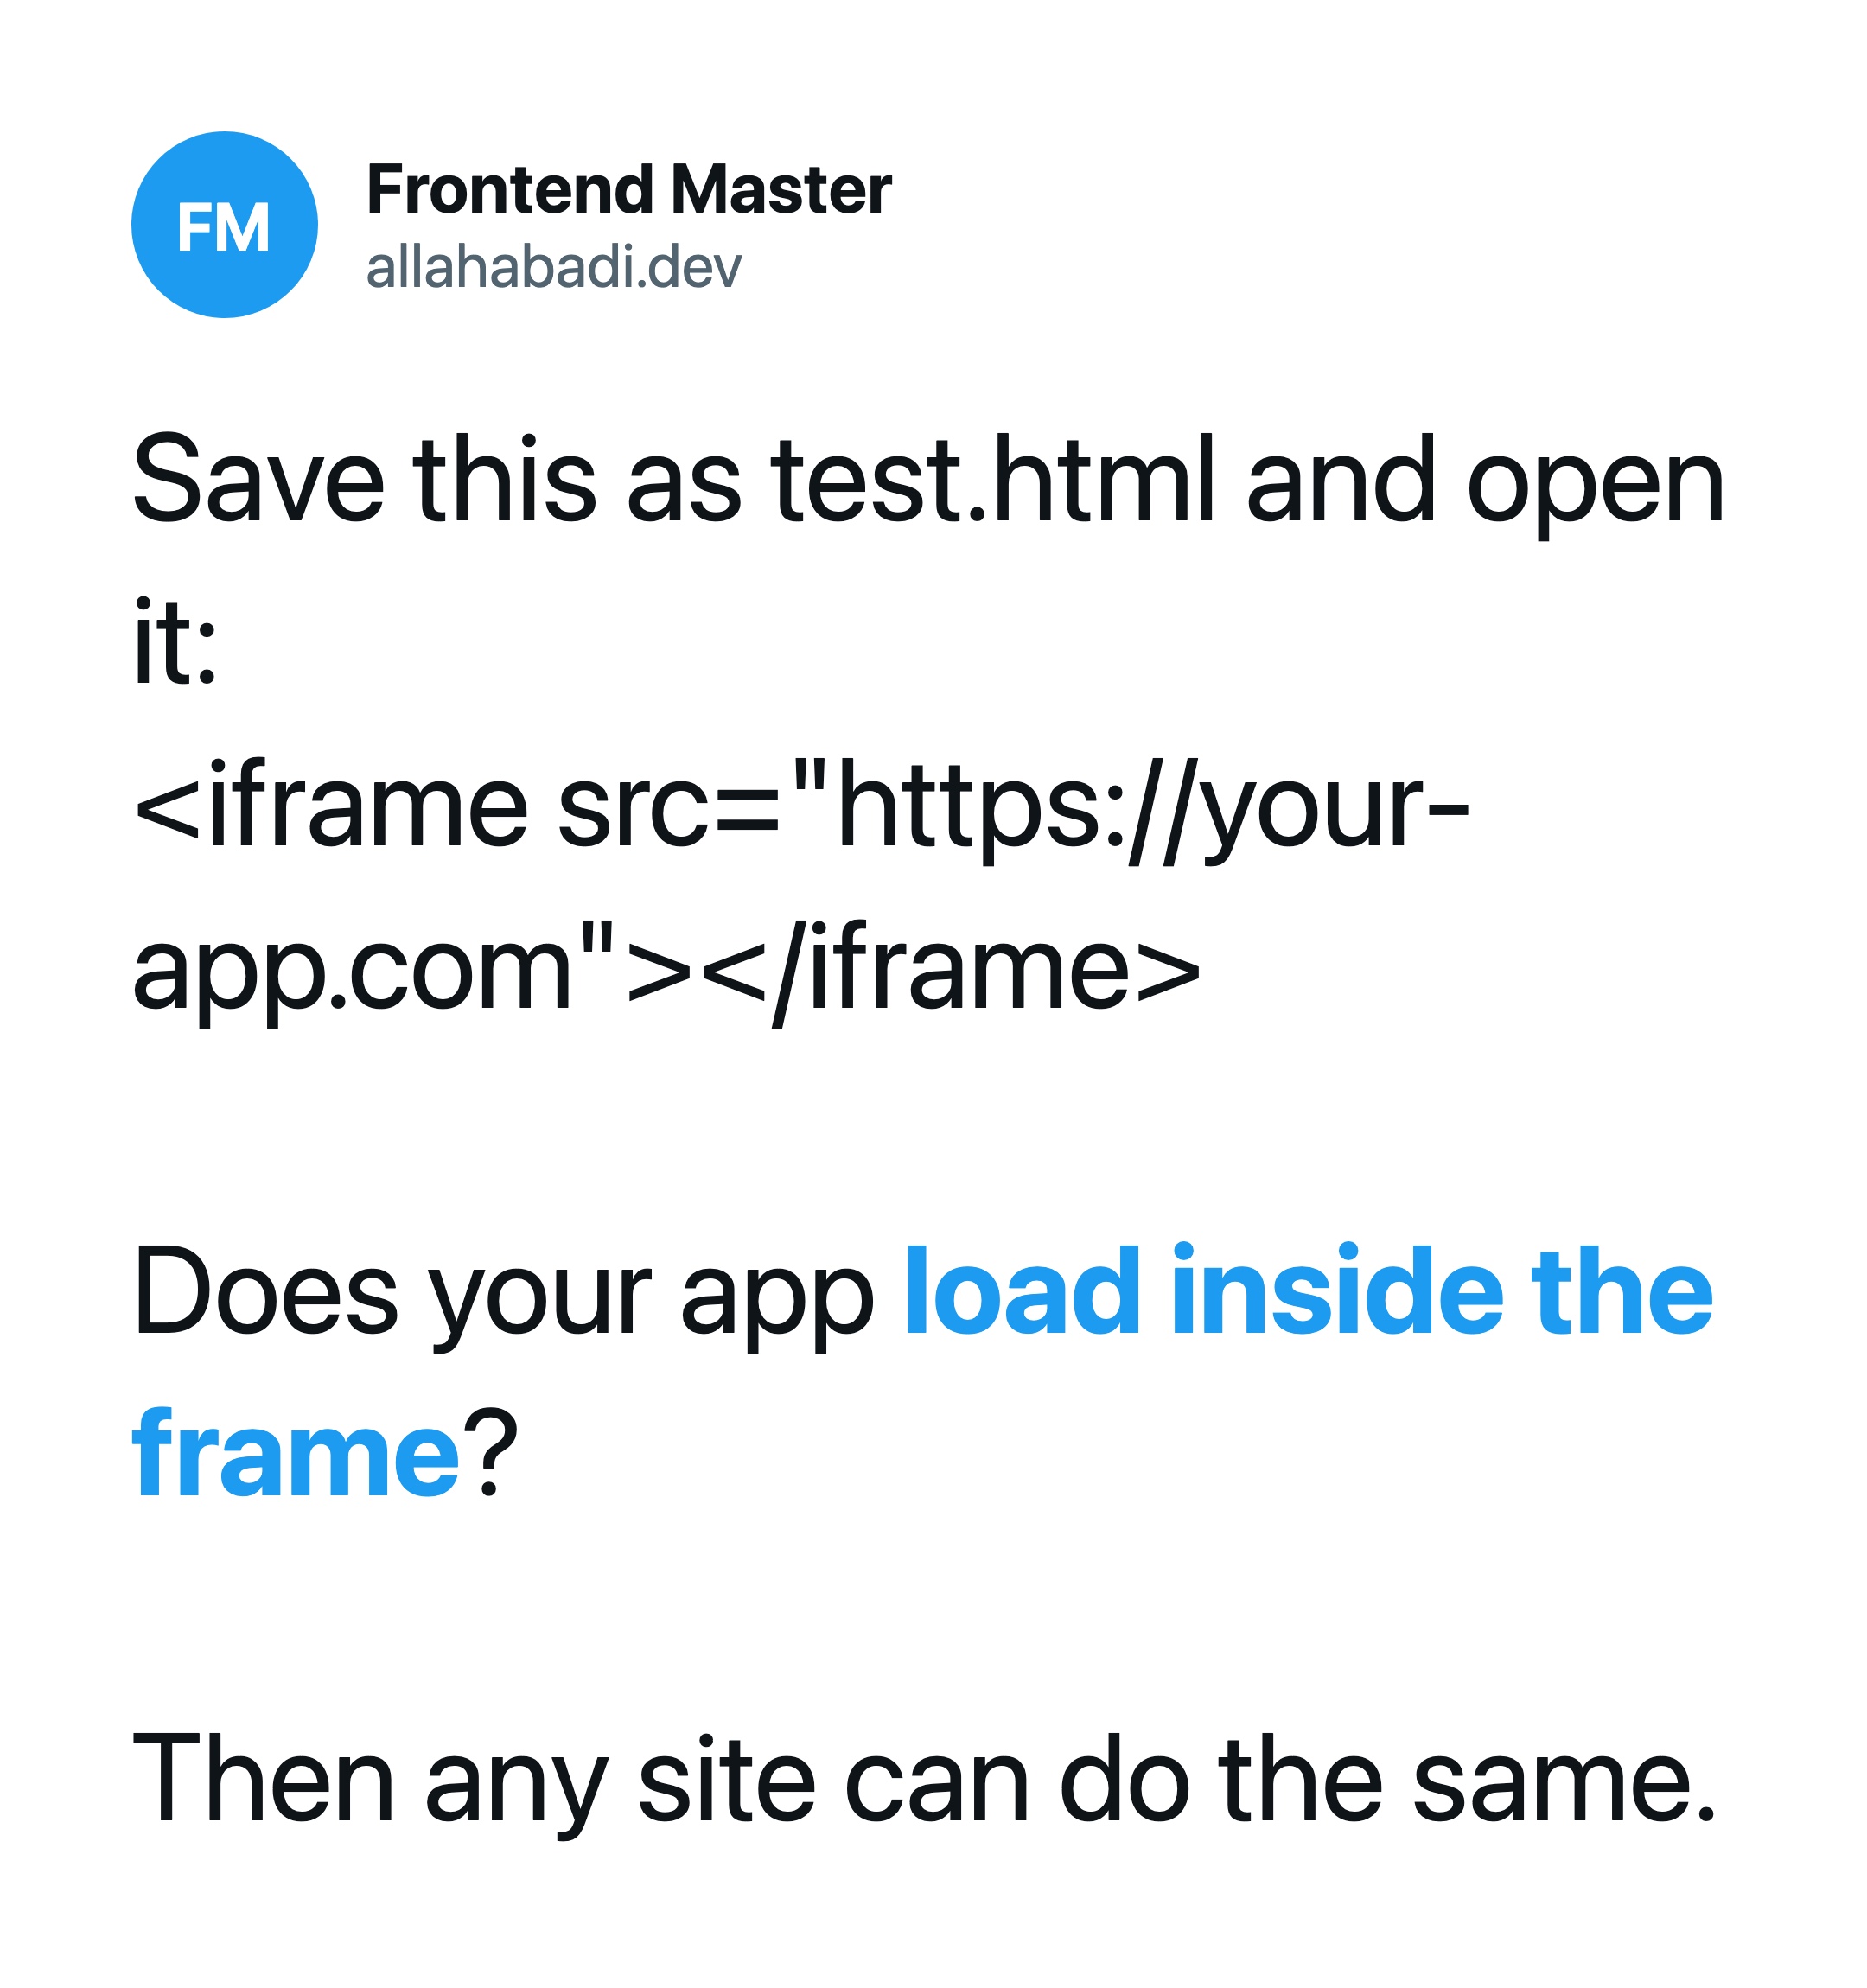 FM
Frontend Master
allahabadi.dev
Save this as test.html and open
it:
<iframe src="https://your-
app.com"></iframe>
Does your app load inside the
frame?
Then any site can do the same.